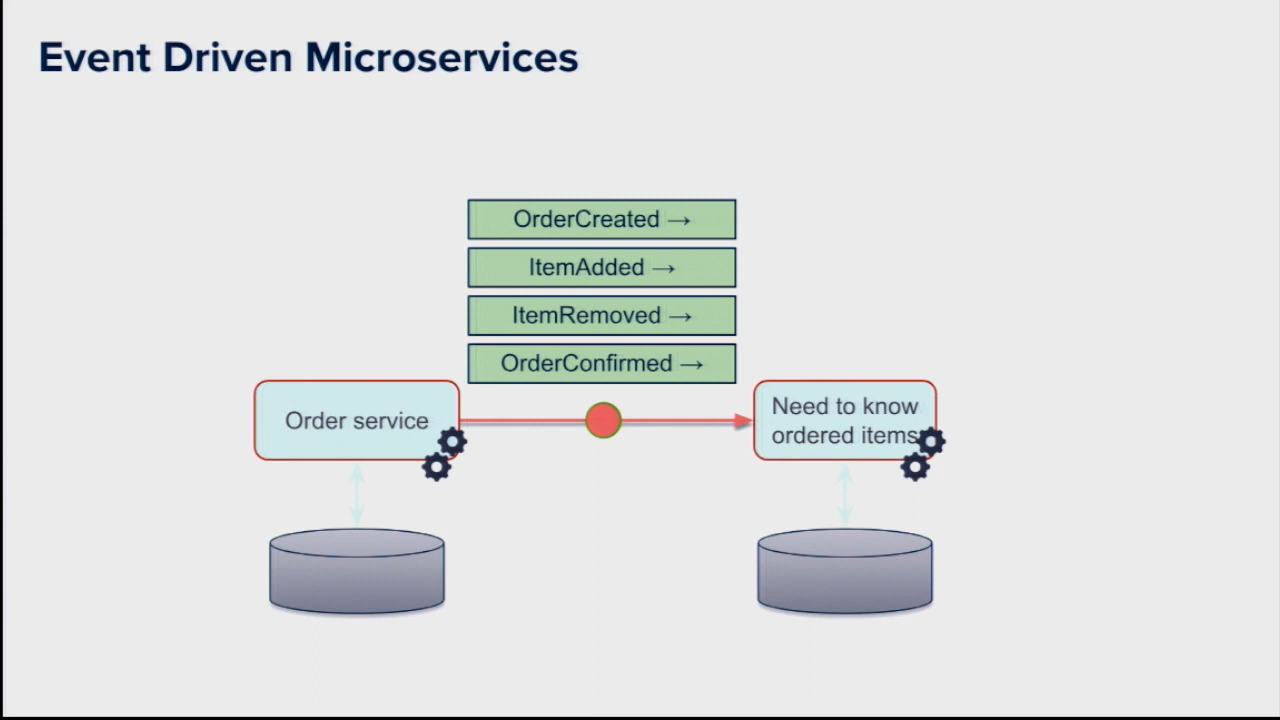 Event Driven Microservices
OrderCreated →
ItemAdded →
ItemRemoved →
OrderConfirmed →
Order service
Need to know
ordered items